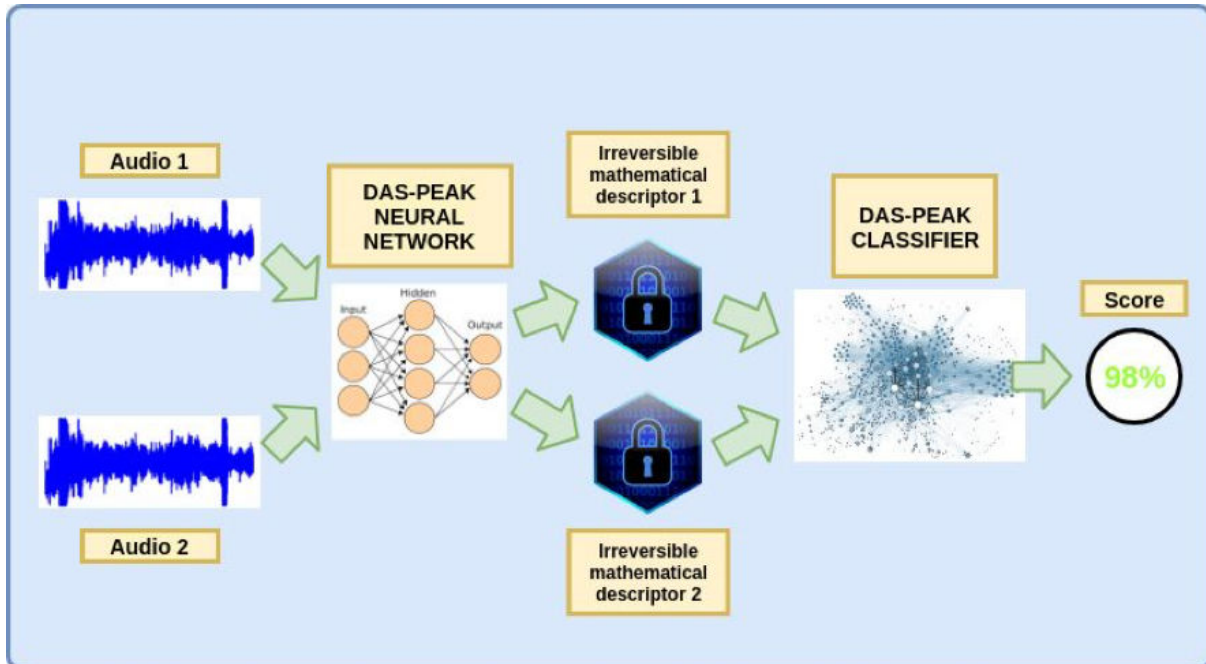 Audio 1
DAS-PEAK
NEURAL
NETWORK
Input
Hidden
Output
Irreversible
mathematical
descriptor 1
DAS-PEAK
CLASSIFIER
Score
98%
Audio 2
Irreversible
mathematical
descriptor 2